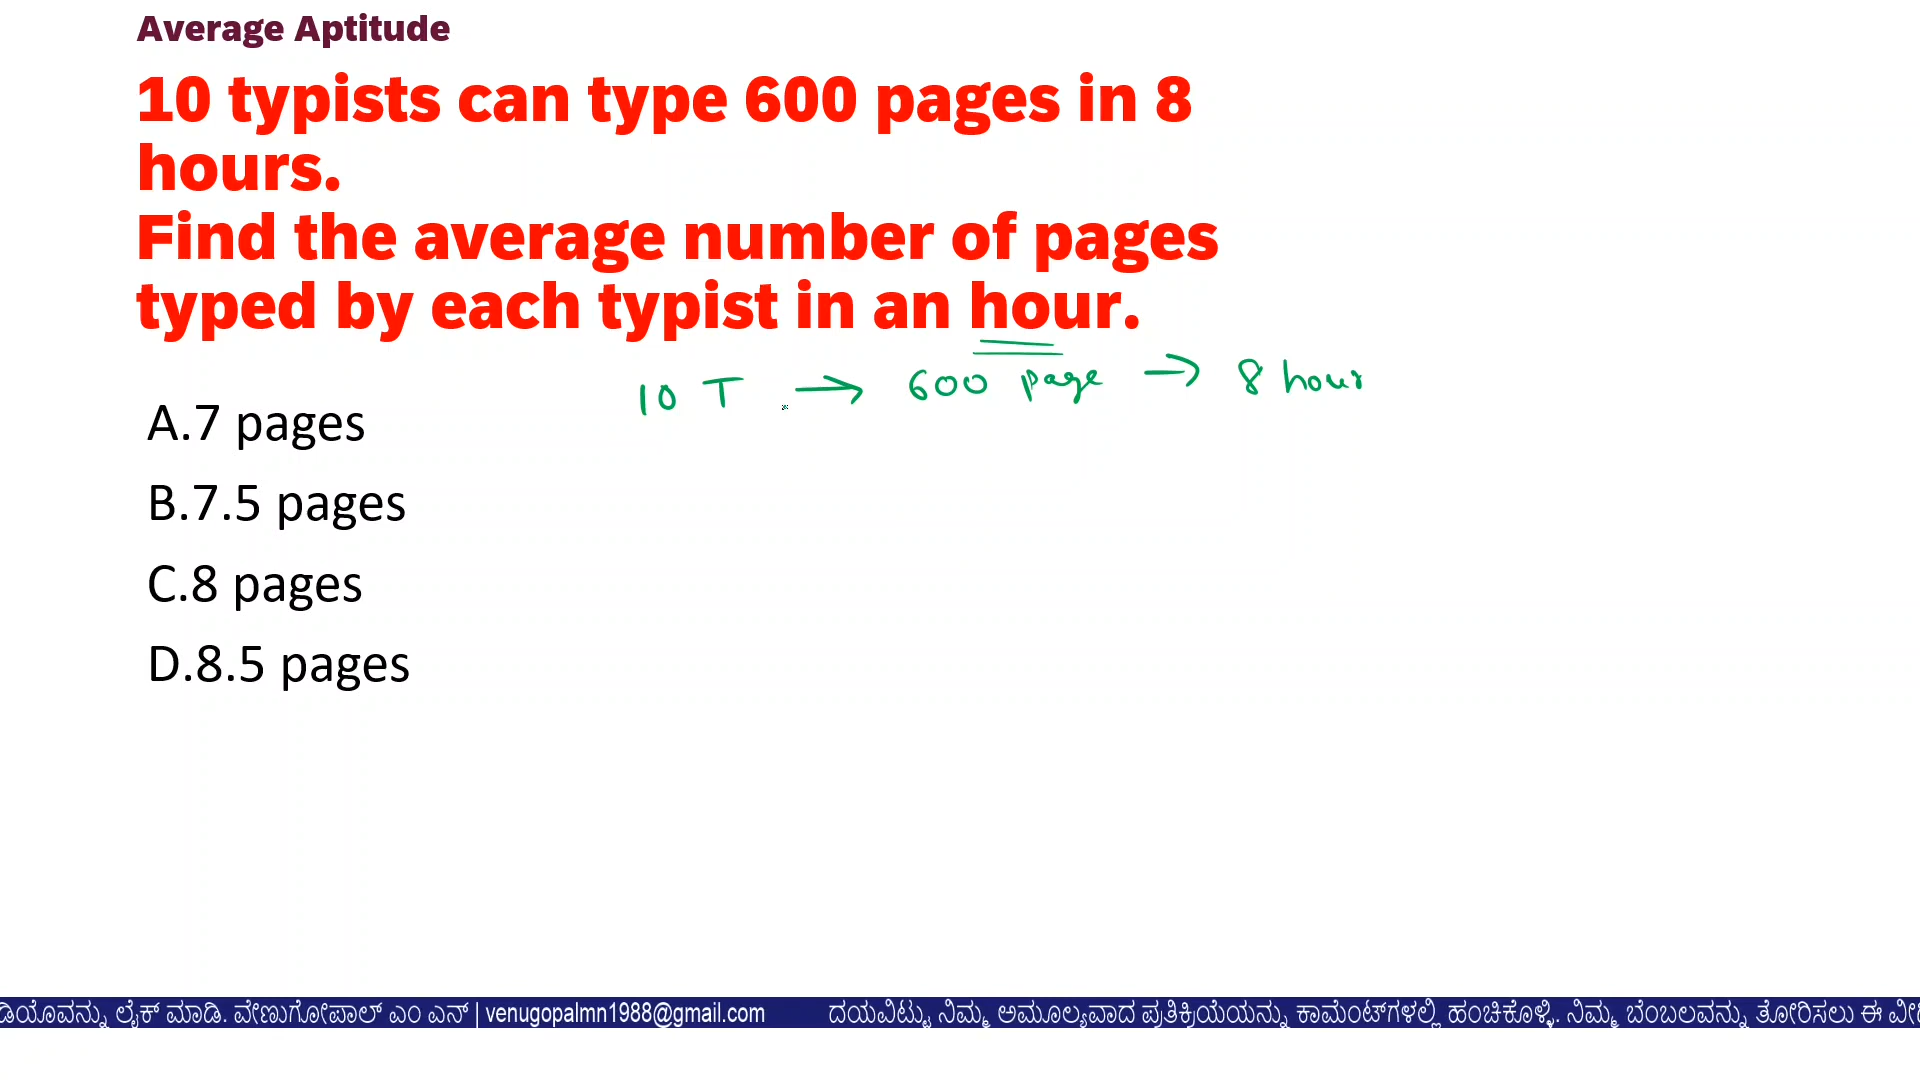 Average Aptitude
10 typists can type 600 pages in 8
hours.
Find the average number of pages
typed by each typist in an hour.
10 T → 600 page → 8 hour
A.7 pages
B.7.5 pages
C.8 pages
D.8.5 pages
ಡಿಯೊವನ್ನು ಲೈಕ್ ಮಾಡಿ. ವೇಣುಗೋಪಾಲ್ ಎಂ ಎನ್ | venugopalmn1988@gmail.com ದಯವಿಟ್ಟು ನಿಮ್ಮ ಅಮೂಲ್ಯವಾದ ಪ್ರತಿಕ್ರಿಯೆಯನ್ನು ಕಾಮೆಂಟ್‌ಗಳಲ್ಲಿ ಹಂಚಿಕೊಳ್ಳಿ. ನಿಮ್ಮ ಬೆಂಬಲವನ್ನು ತೋರಿಸಲು ಈ ವೀ